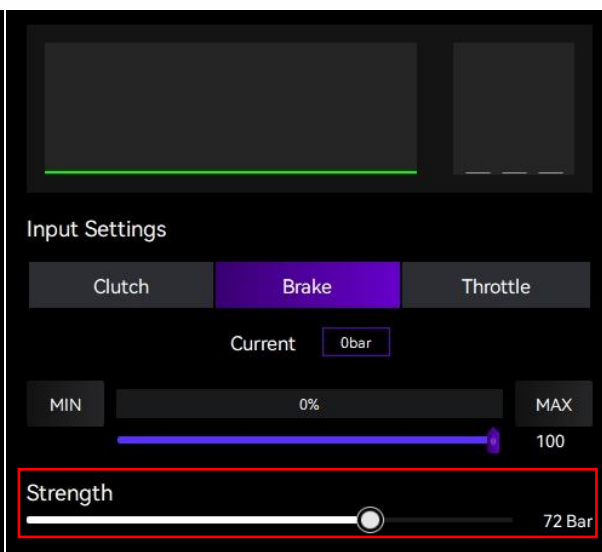 Input Settings
Clutch Brake Throttle
Current 0bar
MIN 0% MAX
100
Strength
72 Bar